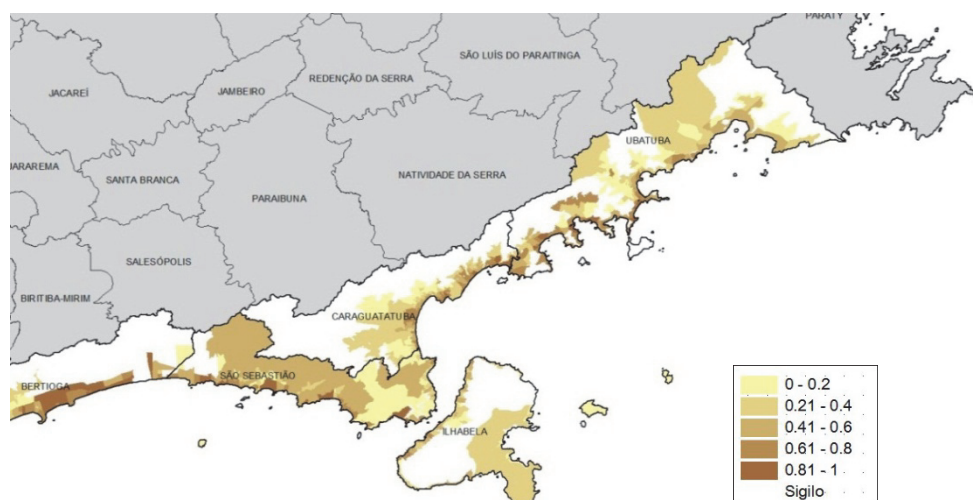 PARATY
SÃO LUÍS DO PARAITINGA
REDENÇÃO DA SERRA
JAMBEIRO
JACAREÍ
UBATUBA
ARAREMA
SANTA BRANCA
NATIVIDADE DA SERRA
PARAIBUNA
SALESÓPOLIS
BIRITIBA-MIRIM
CARAGUATATUBA
SÃO SEBASTIÃO
BERTIOGA
ILHABELA
0 - 0.2
0.21 - 0.4
0.41 - 0.6
0.61 - 0.8
0.81 - 1
Sigilo